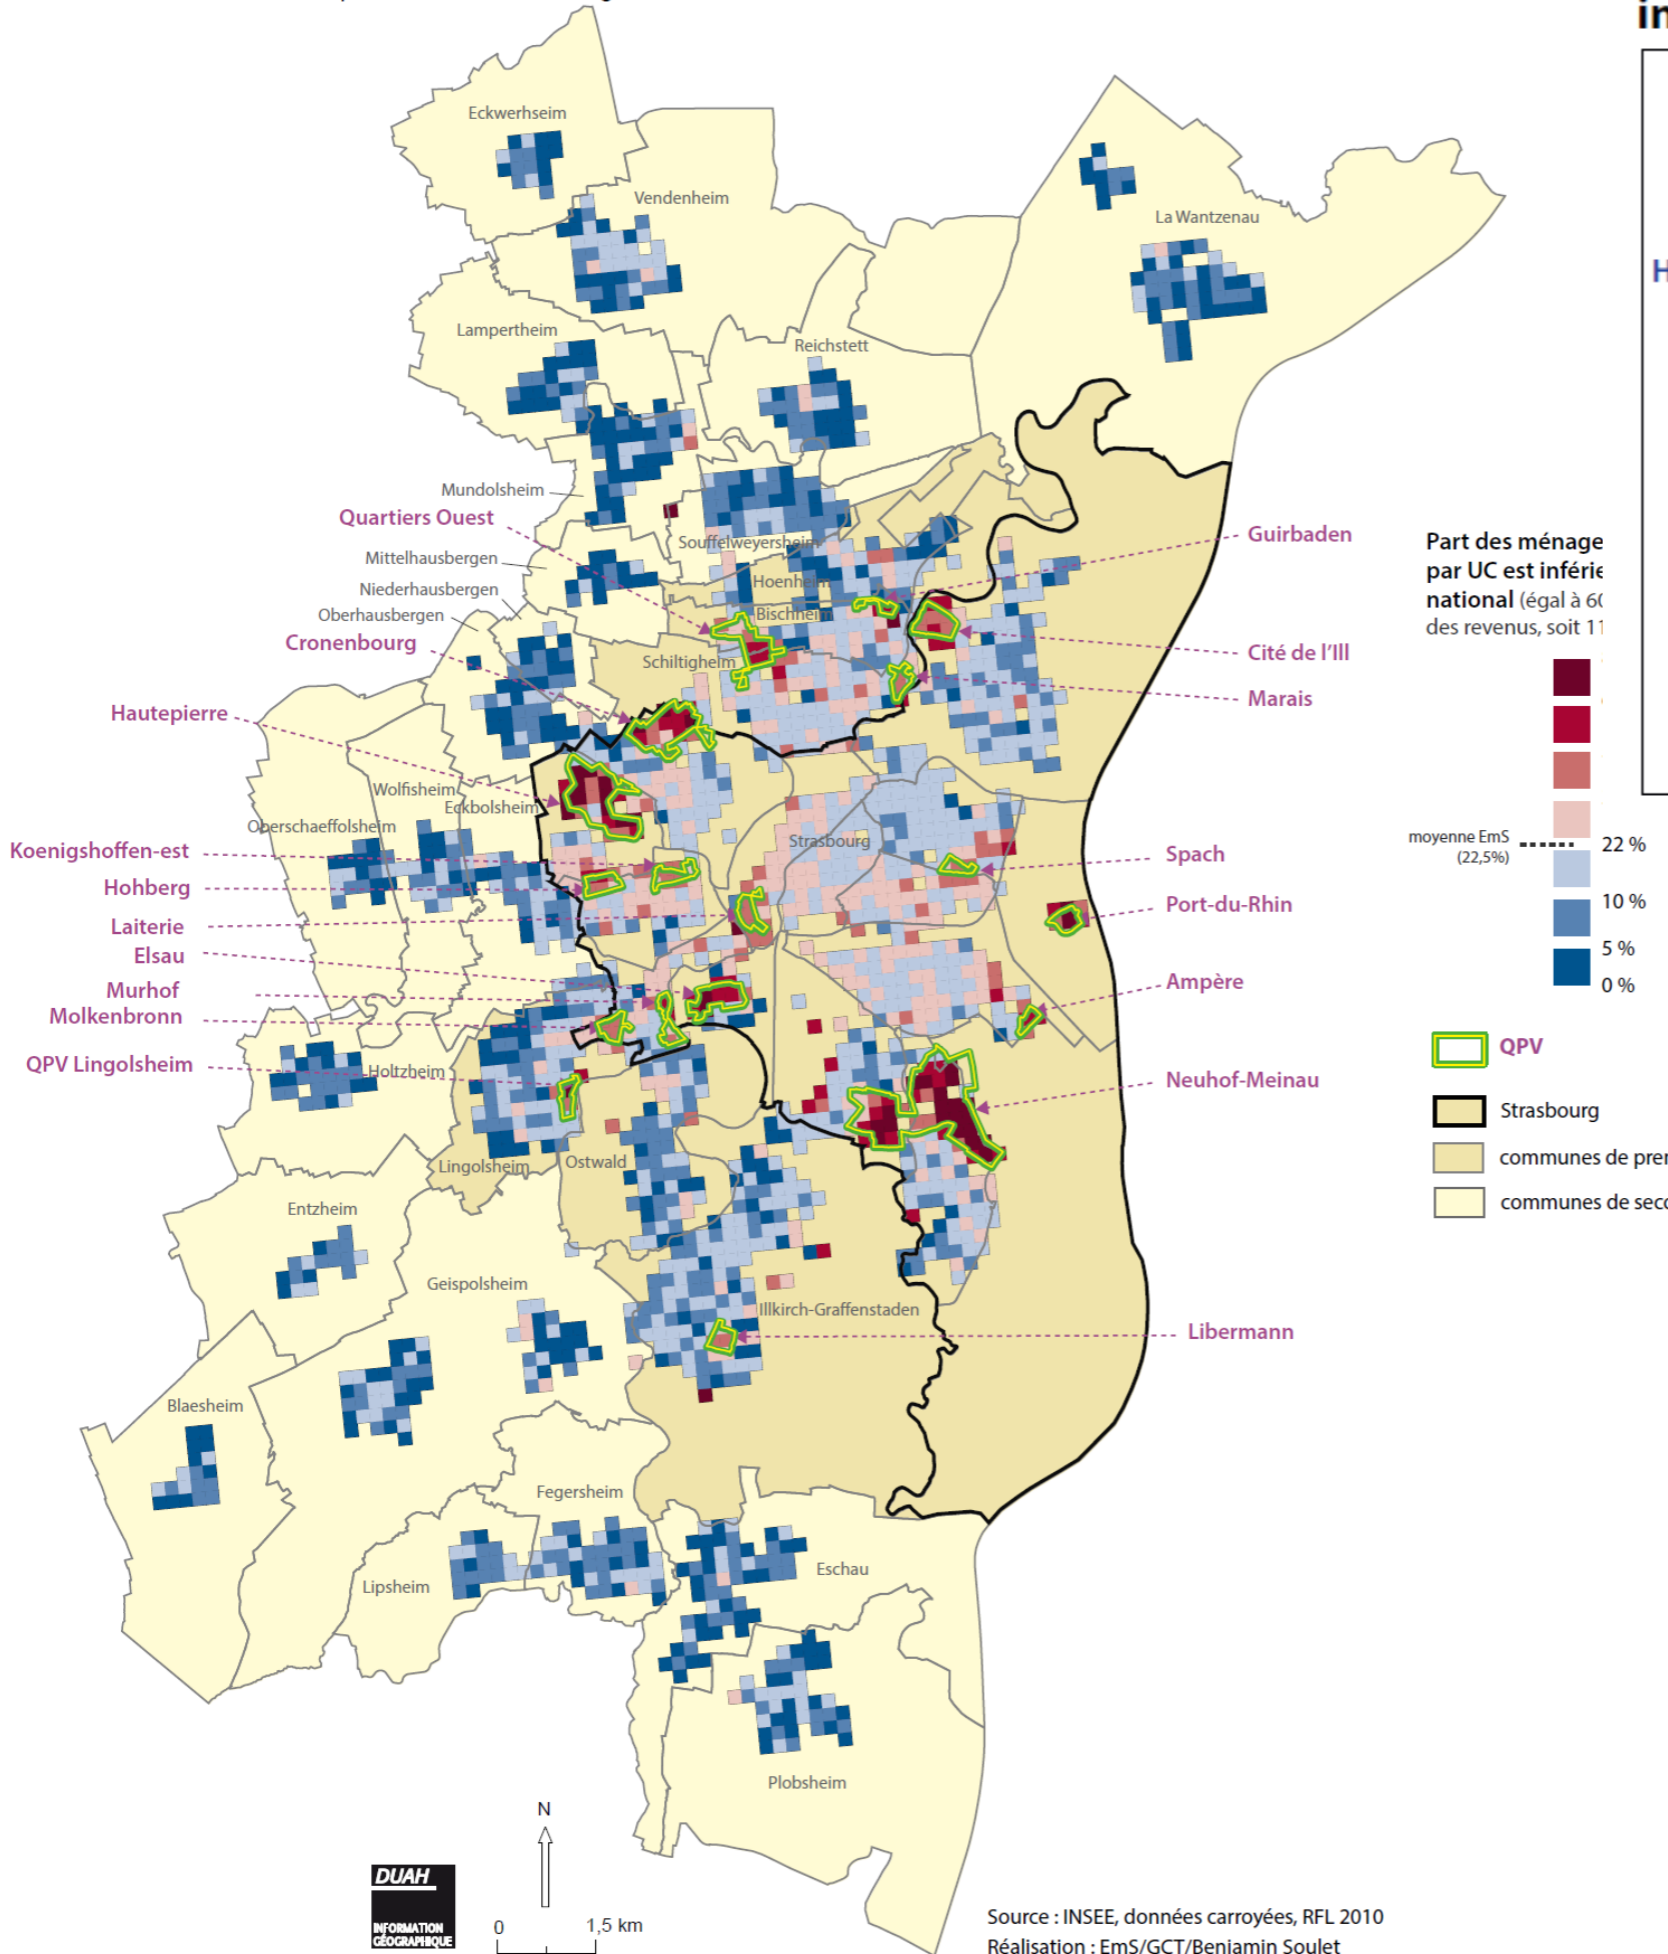 in
H
Eckwerhseim
Vendenheim
La Wantzenau
Lampertheim
Reichstett
Mundolsheim
Quartiers Ouest
Souffelweyersheim
Guirbaden
Mittelhausbergen
Niederhausbergen
Hoenheim
Oberhausbergen
Bischheim
Cronenbourg
Schiltigheim
Cité de l'Ill
Marais
Hautepierre
Wolfisheim
Eckbolsheim
Oberschaeffolsheim
Strasbourg
Koenigshoffen-est
Spach
Hohberg
Port-du-Rhin
Laiterie
Elsau
Murhof
Ampère
Molkenbronn
QPV Lingolsheim
Holtzheim
Neuhof-Meinau
Lingolsheim
Ostwald
Entzheim
Geispolsheim
Illkirch-Graffenstaden
Libermann
Blaesheim
Fegersheim
Lipsheim
Eschau
Plobsheim
Part des ménage
par UC est inférie
national (égal à 60
des revenus, soit 11
moyenne EmS
(22,5%)
22 %
10 %
5 %
0 %
QPV
Strasbourg
communes de prem
communes de seco
N
DUAH
INFORMATION
GÉOGRAPHIQUE
0 1,5 km
Source : INSEE, données carroyées, RFL 2010
Réalisation : EmS/GCT/Benjamin Soulet